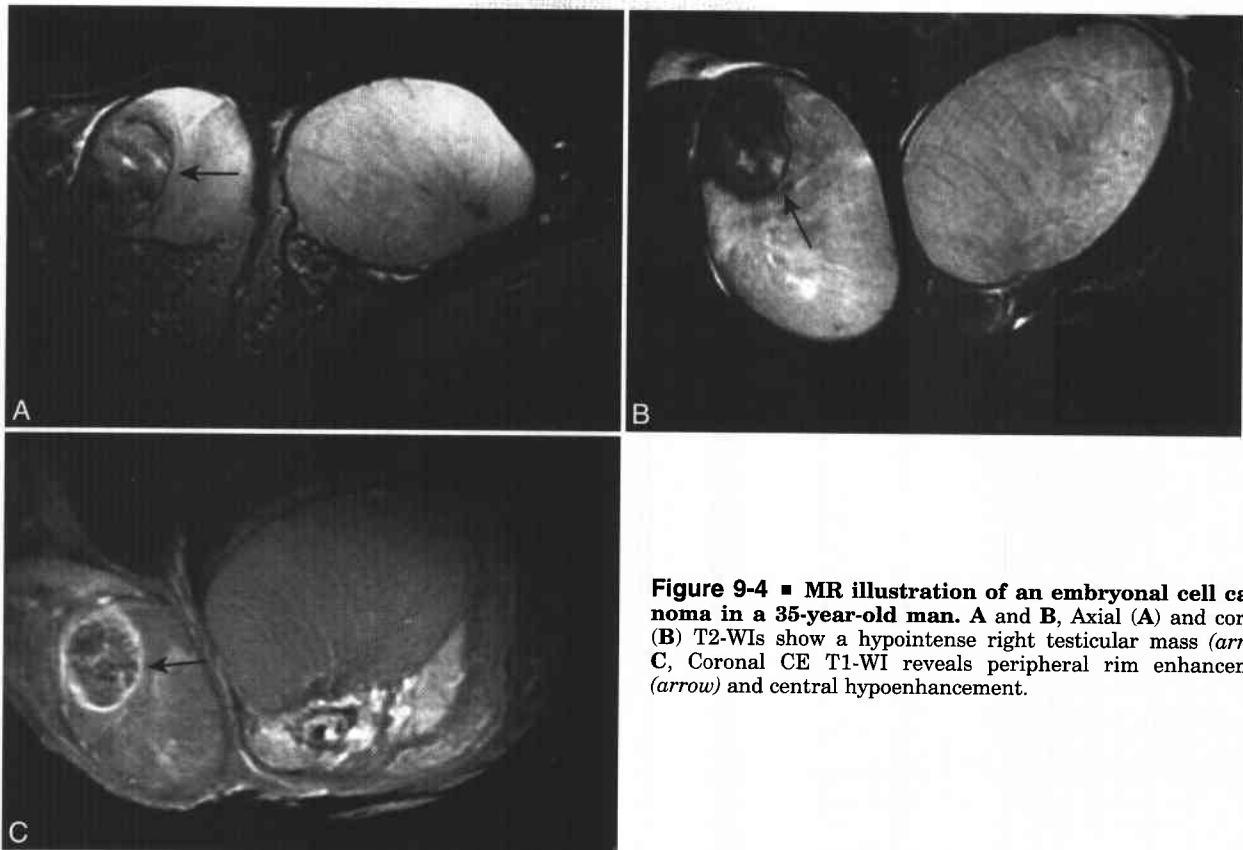 A
B
C
Figure 9-4 ■ MR illustration of an embryonal cell
noma in a 35-year-old man. A and B, Axial (A) and
(B) T2-WIs show a hypointense right testicular mass
C, Coronal CE T1-WI reveals peripheral rim
(arrow) and central hypoenhancement.